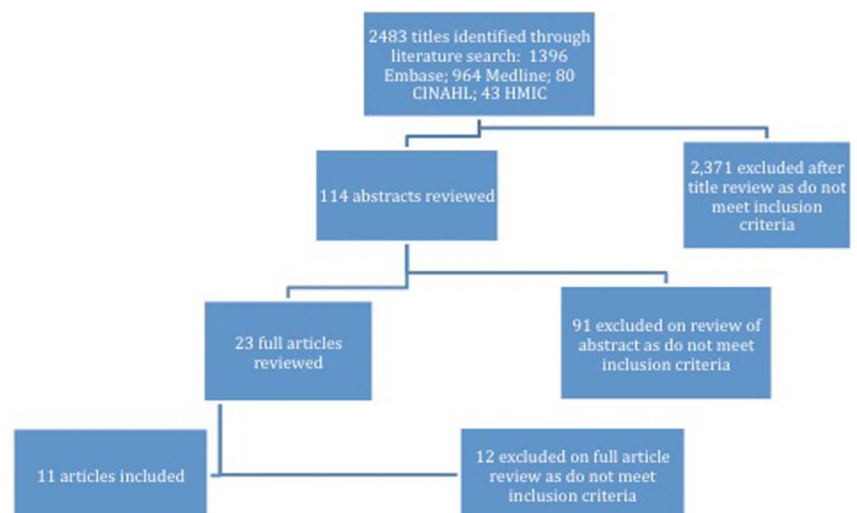 2483 titles identified through
literature search: 1396
Embase; 964 Medline; 80
CINAHL; 43 HMIC
114 abstracts reviewed
2,371 excluded after
title review as do not
meet inclusion
criteria
23 full articles
reviewed
91 excluded on review of
abstract as do not meet
inclusion criteria
11 articles included
12 excluded on full article
review as do not meet
inclusion criteria